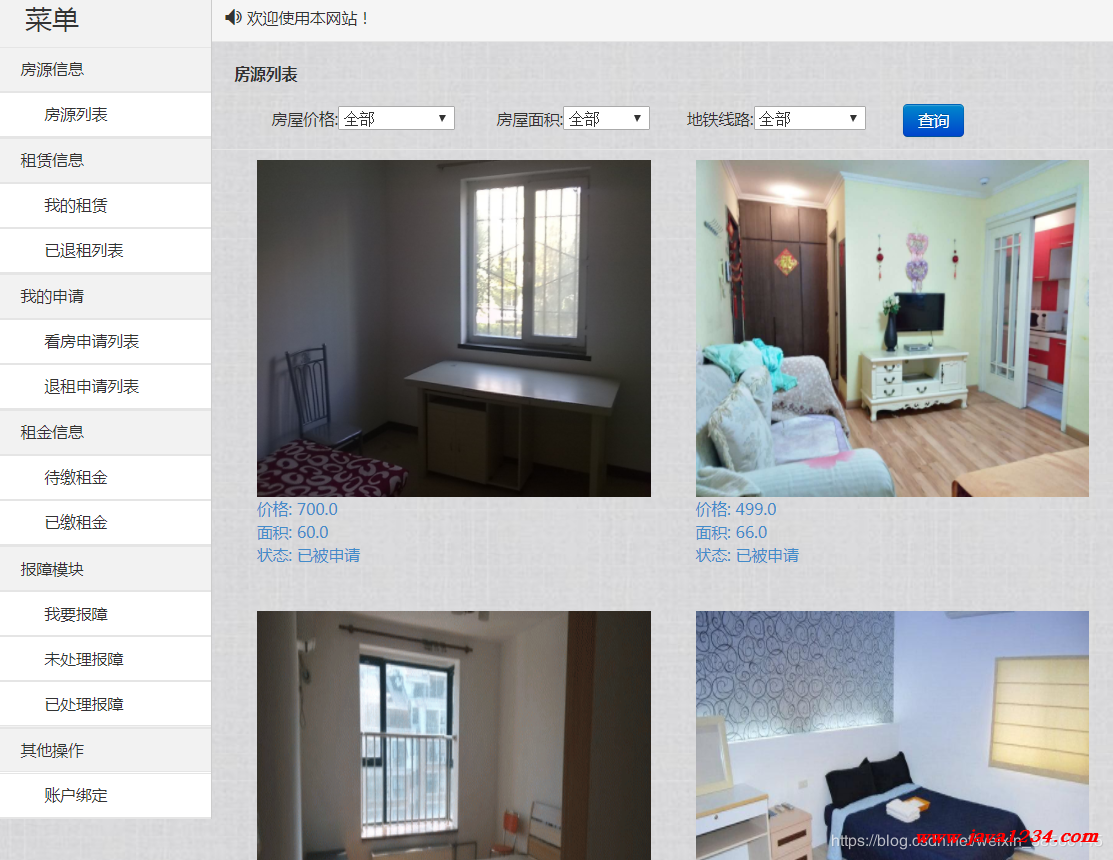 菜单
房源信息
房源列表
租赁信息
我的租赁
已退租列表
我的申请
看房申请列表
退租申请列表
租金信息
待缴租金
已缴租金
报障模块
我要报障
未处理报障
已处理报障
其他操作
账户绑定
欢迎使用本网站！
房源列表
房屋价格: 全部 房屋面积: 全部 地铁线路: 全部 查询
价格: 700.0
面积: 60.0
状态: 已被申请
价格: 499.0
面积: 66.0
状态: 已被申请
www.java1234.com
https://blog.csdn.net/weixin_